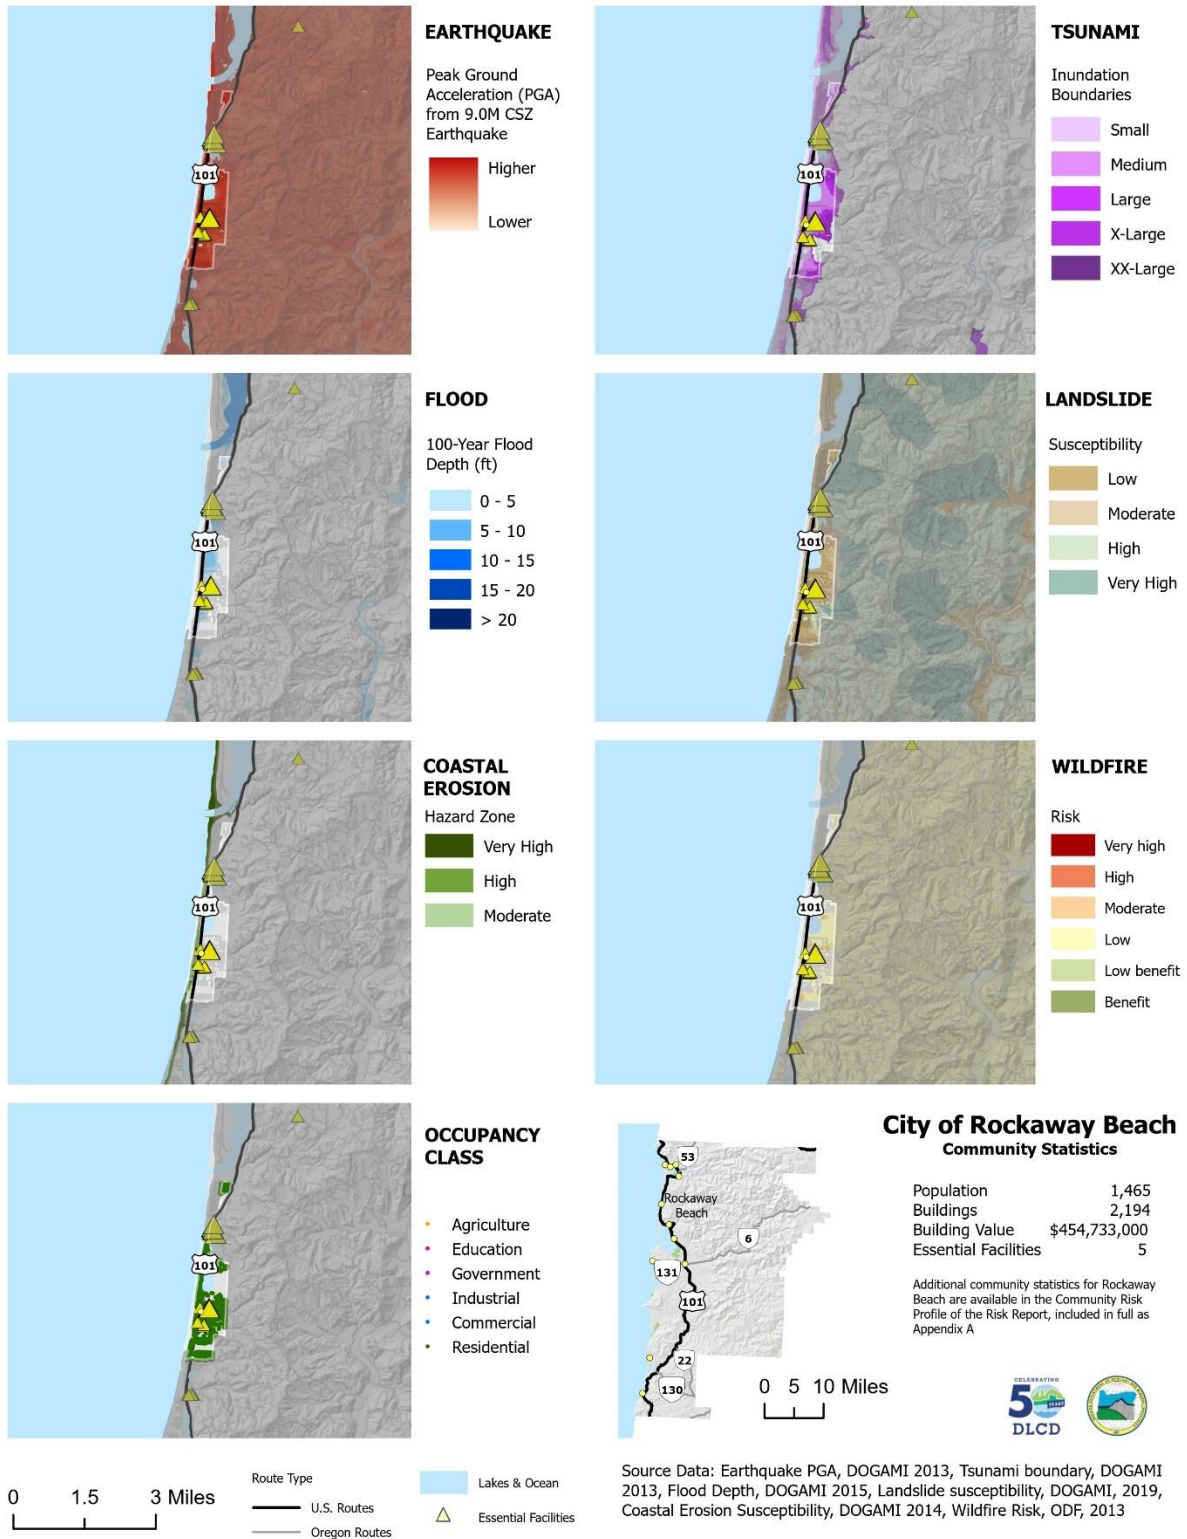 EARTHQUAKE
Peak Ground
Acceleration (PGA)
from 9.0M CSZ
Earthquake
Higher
Lower
101
TSUNAMI
Inundation
Boundaries
Small
Medium
Large
X-Large
XX-Large
101
FLOOD
100-Year Flood
Depth (ft)
0 - 5
5 - 10
10 - 15
15 - 20
> 20
101
LANDSLIDE
Susceptibility
Low
Moderate
High
Very High
101
COASTAL
EROSION
Hazard Zone
Very High
High
Moderate
101
WILDFIRE
Risk
Very high
High
Moderate
Low
Low benefit
Benefit
101
OCCUPANCY
CLASS
Agriculture
Education
Government
Industrial
Commercial
Residential
101
53
Rockaway
Beach
6
131
101
22
130
0 5 10 Miles
City of Rockaway Beach
Community Statistics
Population 1,465
Buildings 2,194
Building Value $454,733,000
Essential Facilities 5
Additional community statistics for Rockaway
Beach are available in the Community Risk
Profile of the Risk Report, included in full as
Appendix A
CELEBRATING
50
YEARS
DLCD
0 1.5 3 Miles
Route Type
U.S. Routes
Oregon Routes
Lakes & Ocean
Essential Facilities
Source Data: Earthquake PGA, DOGAMI 2013, Tsunami boundary, DOGAMI
2013, Flood Depth, DOGAMI 2015, Landslide susceptibility, DOGAMI, 2019,
Coastal Erosion Susceptibility, DOGAMI 2014, Wildfire Risk, ODF, 2013